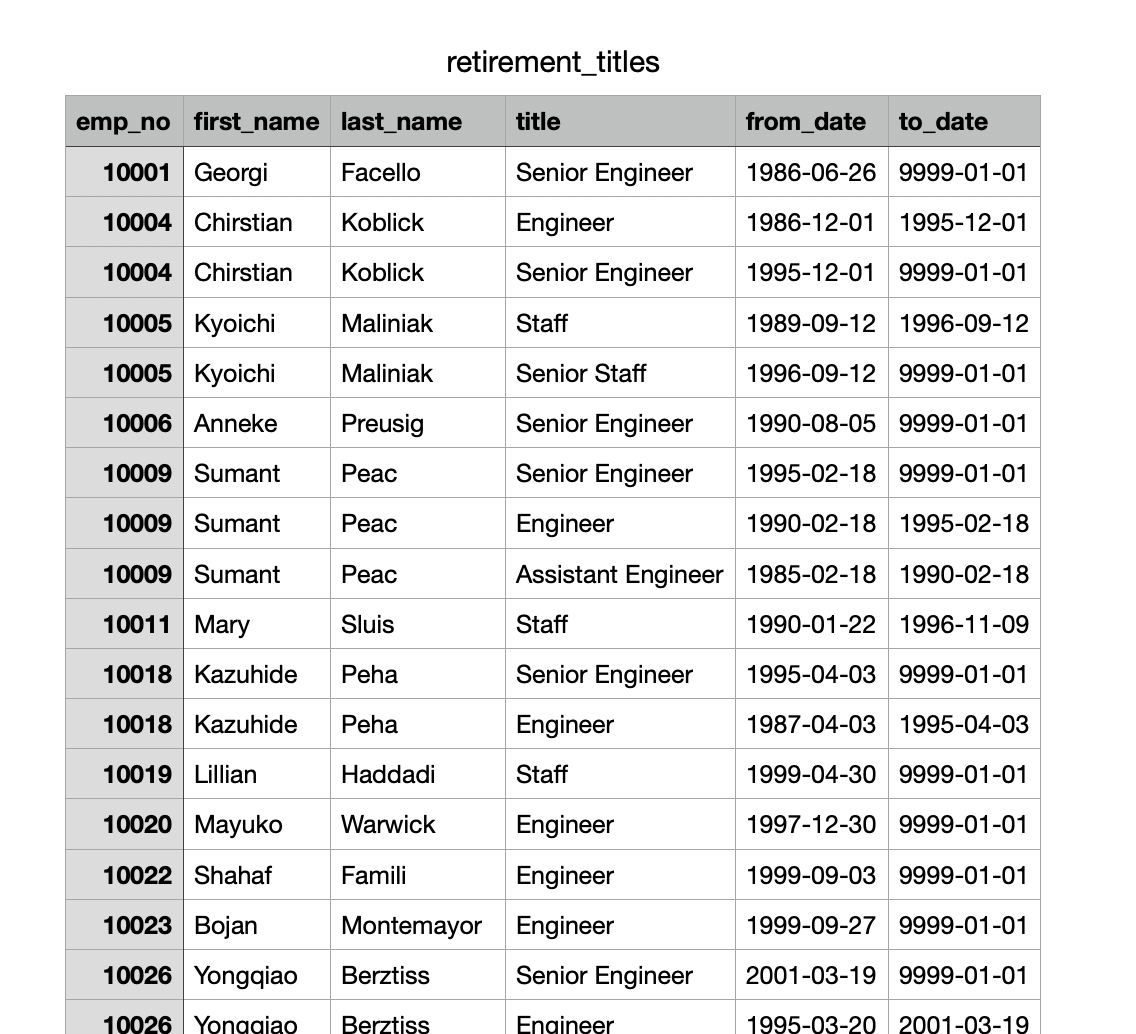 retirement_titles
emp_no first_name last_name title from_date to_date
10001 Georgi Facello Senior Engineer 1986-06-26 9999-01-01
10004 Chirstian Koblick Engineer 1986-12-01 1995-12-01
10004 Chirstian Koblick Senior Engineer 1995-12-01 9999-01-01
10005 Kyoichi Maliniak Staff 1989-09-12 1996-09-12
10005 Kyoichi Maliniak Senior Staff 1996-09-12 9999-01-01
10006 Anneke Preusig Senior Engineer 1990-08-05 9999-01-01
10009 Sumant Peac Senior Engineer 1995-02-18 9999-01-01
10009 Sumant Peac Engineer 1990-02-18 1995-02-18
10009 Sumant Peac Assistant Engineer 1985-02-18 1990-02-18
10011 Mary Sluis Staff 1990-01-22 1996-11-09
10018 Kazuhide Peha Senior Engineer 1995-04-03 9999-01-01
10018 Kazuhide Peha Engineer 1987-04-03 1995-04-03
10019 Lillian Haddadi Staff 1999-04-30 9999-01-01
10020 Mayuko Warwick Engineer 1997-12-30 9999-01-01
10022 Shahaf Famili Engineer 1999-09-03 9999-01-01
10023 Bojan Montemayor Engineer 1999-09-27 9999-01-01
10026 Yongqiao Berztiss Senior Engineer 2001-03-19 9999-01-01
10026 Yongqiao Berztiss Engineer 1995-03-20 2001-03-19